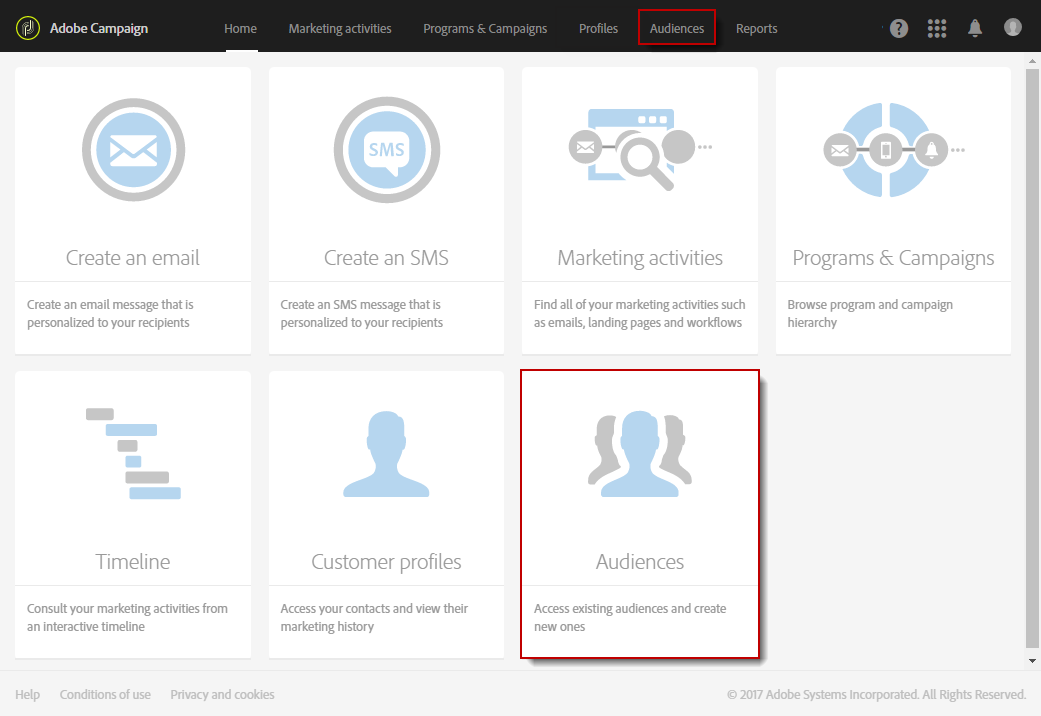 Adobe Campaign Home Marketing activities Programs & Campaigns Profiles Audiences Reports ?
SMS
Create an email
Create an email message that is
personalized to your recipients
Create an SMS
Create an SMS message that is
personalized to your recipients
Marketing activities
Find all of your marketing activities such
as emails, landing pages and workflows
Programs & Campaigns
Browse program and campaign
hierarchy
Timeline
Consult your marketing activities from
an interactive timeline
Customer profiles
Access your contacts and view their
marketing history
Audiences
Access existing audiences and create
new ones
Help Conditions of use Privacy and cookies © 2017 Adobe Systems Incorporated. All Rights Reserved.